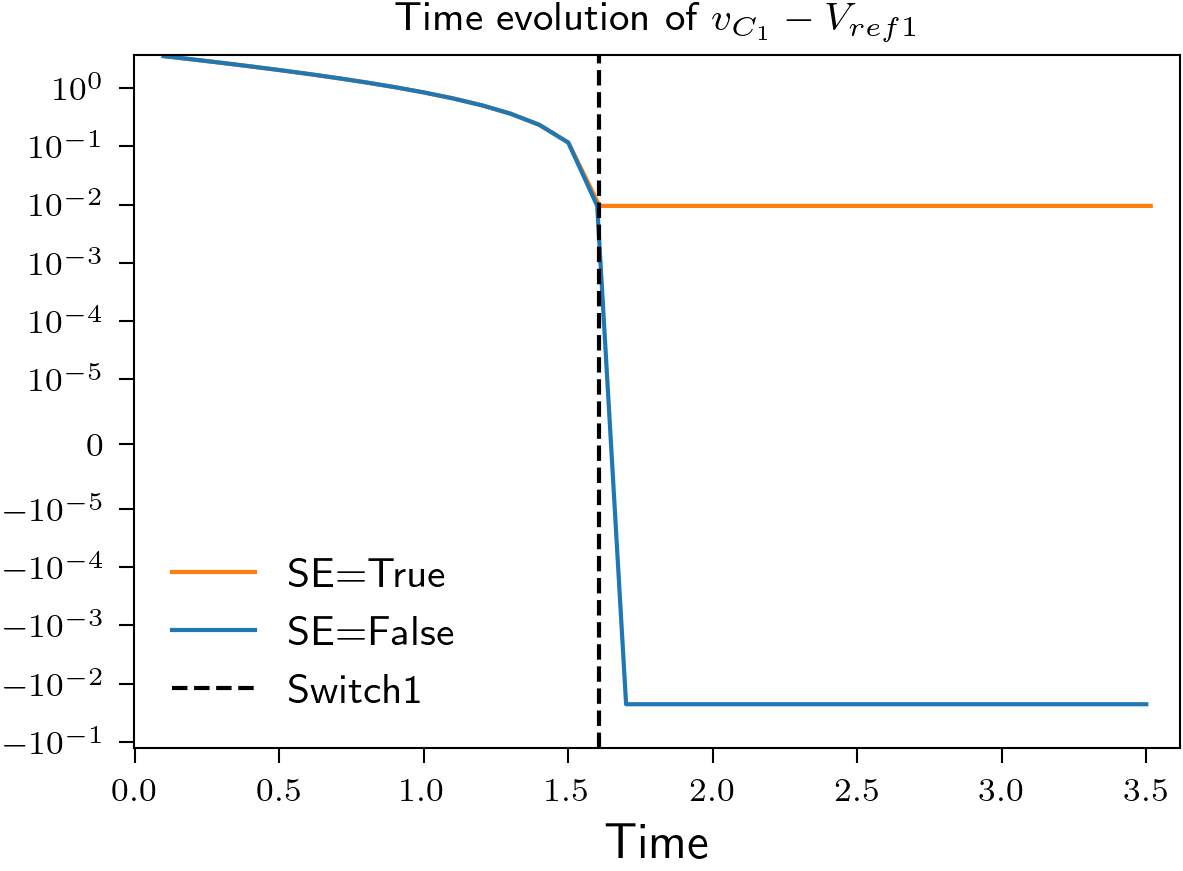 Time evolution of $v_{C_1} - V_{ref1}$
$10^{0}$
$10^{-1}$
$10^{-2}$
$10^{-3}$
$10^{-4}$
$10^{-5}$
0
$-10^{-5}$
$-10^{-4}$
$-10^{-3}$
$-10^{-2}$
$-10^{-1}$
SE=True
SE=False
Switch1
0.0 0.5 1.0 1.5 2.0 2.5 3.0 3.5
Time